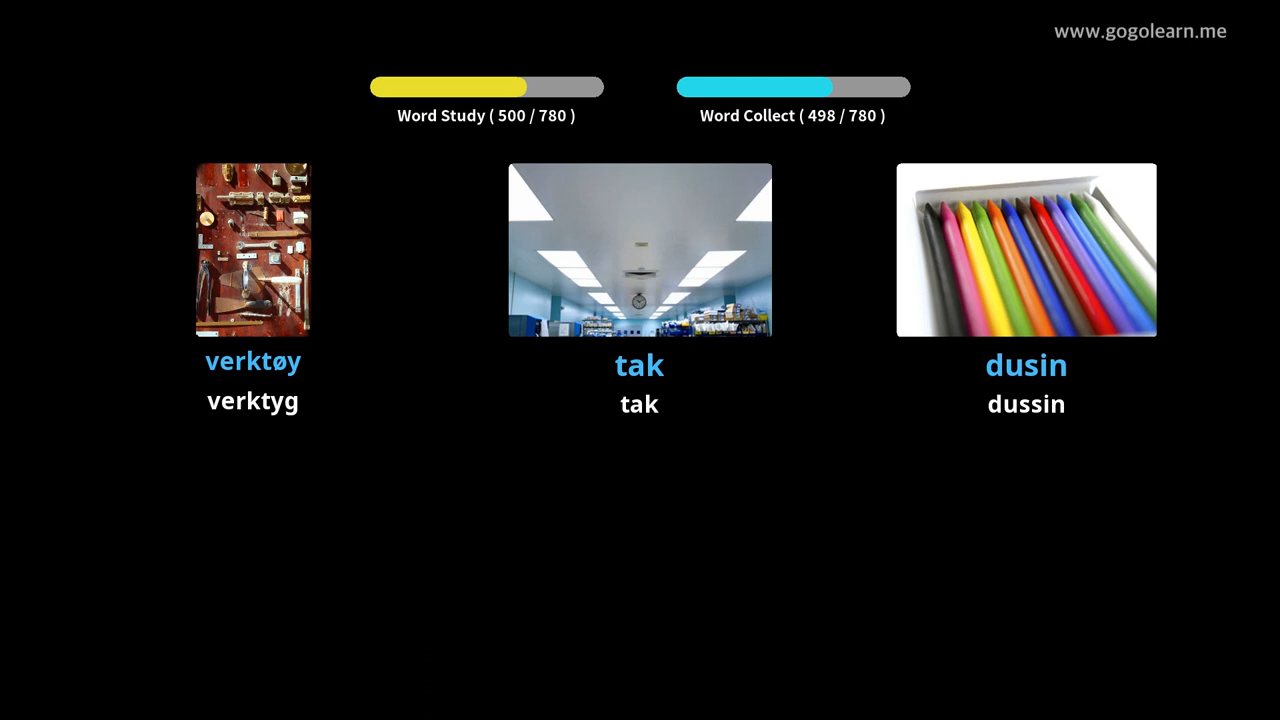 www.gogolearn.me
Word Study ( 500 / 780 )
Word Collect ( 498 / 780 )
verktøy
verktyg
tak
tak
dusin
dussin